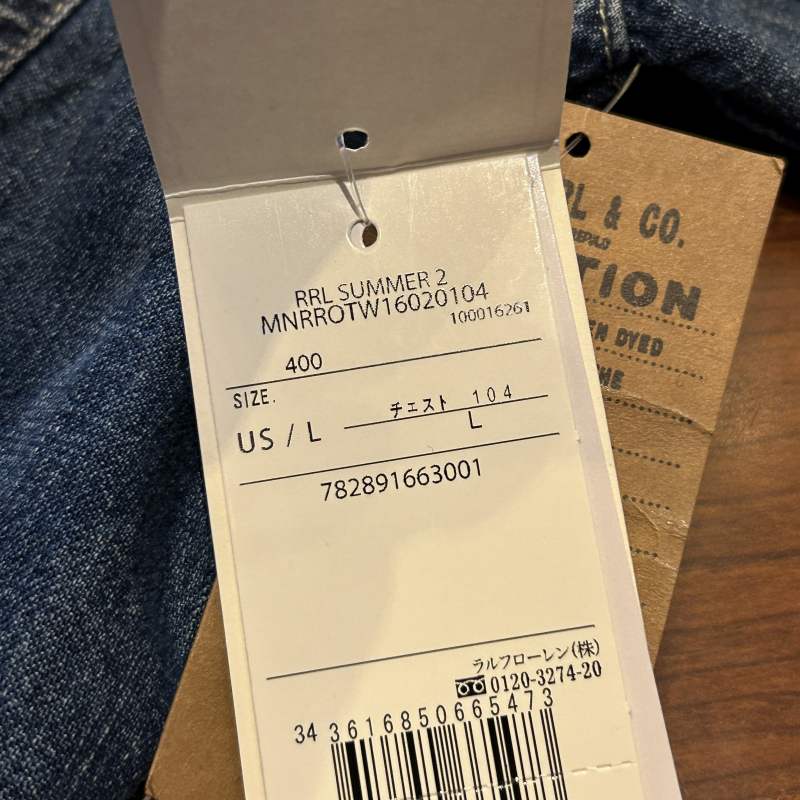 RRL SUMMER 2
MNRROTW16020104
100016261
400
SIZE.
US / L
チェスト 104
L
782891663001
ラルフローレン(株)
0120-3274-20
34 3616850665473
RL & CO.
TION
EN DYED
HE